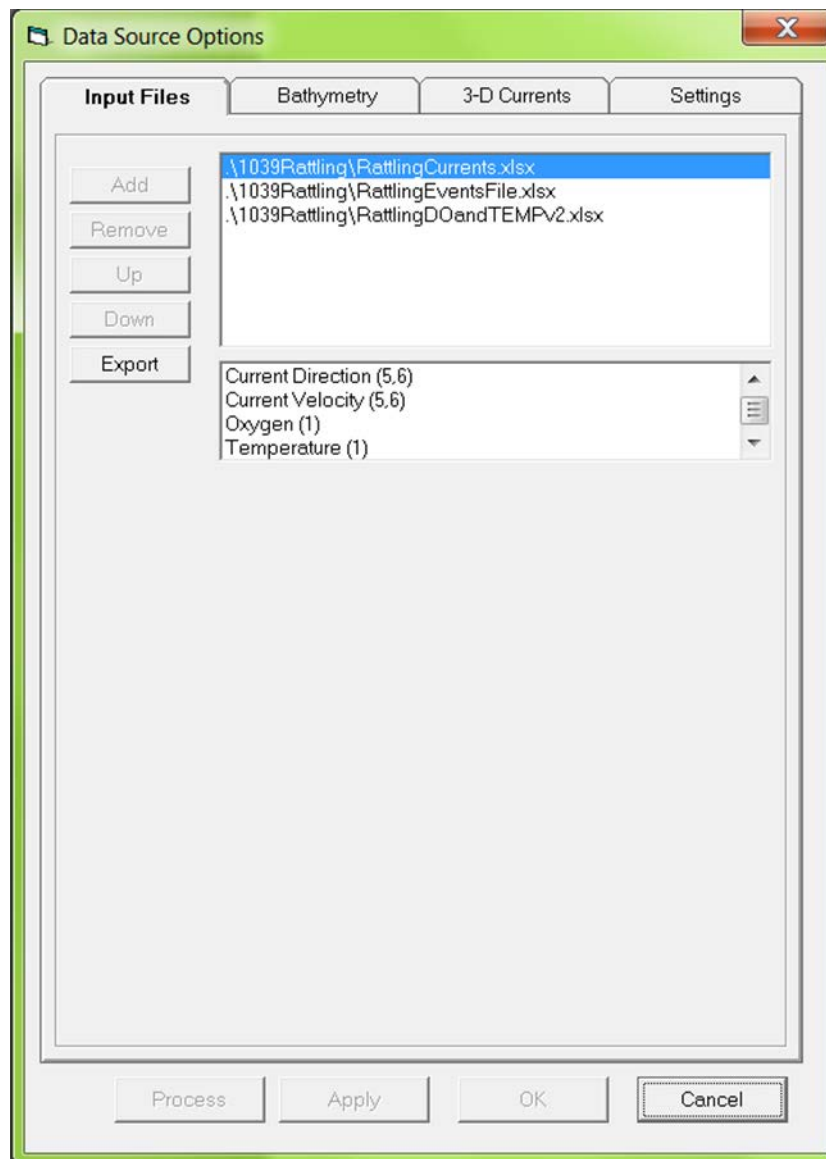 Data Source Options
Input Files
Bathymetry
3-D Currents
Settings
Add
Remove
Up
Down
Export
.\1039Rattling\RattlingCurrents.xlsx
.\1039Rattling\RattlingEventsFile.xlsx
.\1039Rattling\RattlingDOandTEMPv2.xlsx
Current Direction (5,6)
Current Velocity (5,6)
Oxygen (1)
Temperature (1)
Process
Apply
OK
Cancel